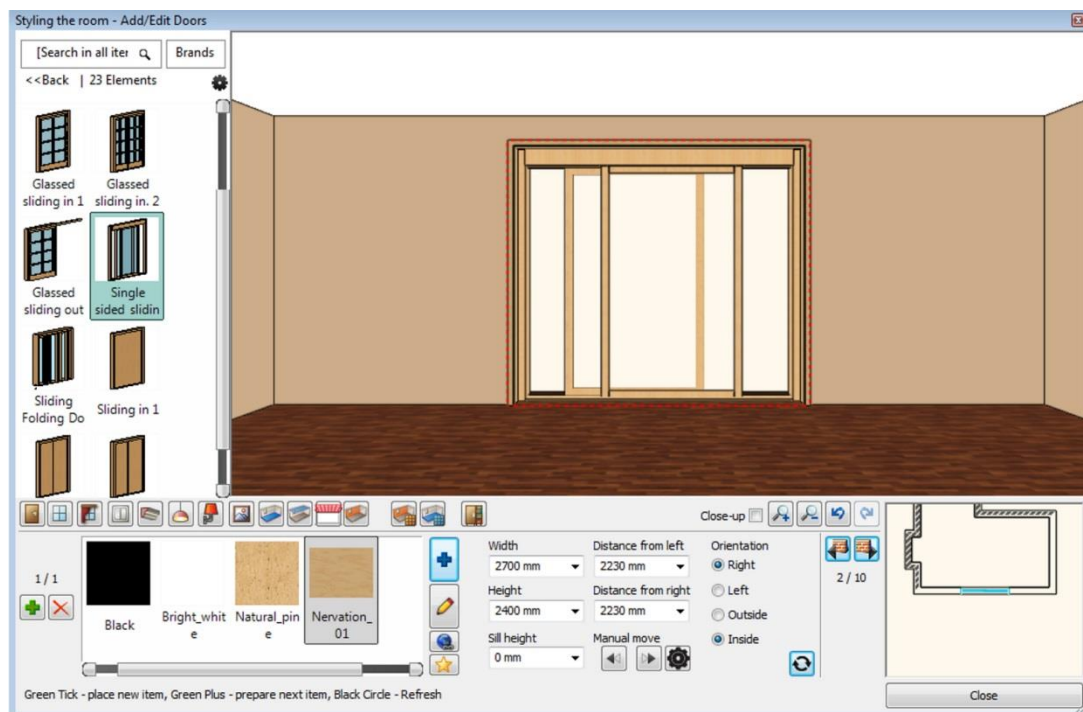 Styling the room - Add/Edit Doors
[Search in all iter
Brands
<<Back | 23 Elements
Glassed
sliding in 1
Glassed
sliding in. 2
Glassed
sliding out
Single
sided slidin
Sliding
Folding Do
Sliding in 1
Close-up
1 / 1
Black
Bright_whit
e
Natural_pin
e
Nervation_
01
Width
2700 mm
Height
2400 mm
Sill height
0 mm
Distance from left
2230 mm
Distance from right
2230 mm
Manual move
Orientation
Right
Left
Outside
Inside
2 / 10
Green Tick - place new item, Green Plus - prepare next item, Black Circle - Refresh
Close